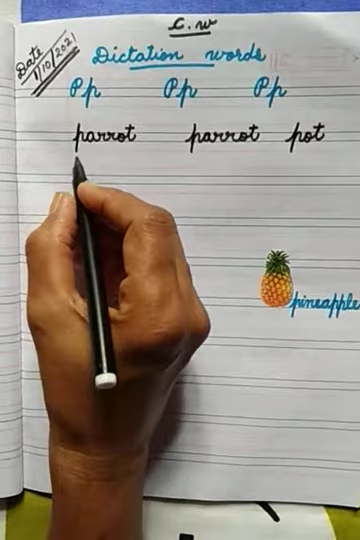 C.W
Date
1/10/2021
Dictation words
Pp Pp Pp
parrot parrot pot
pineapple